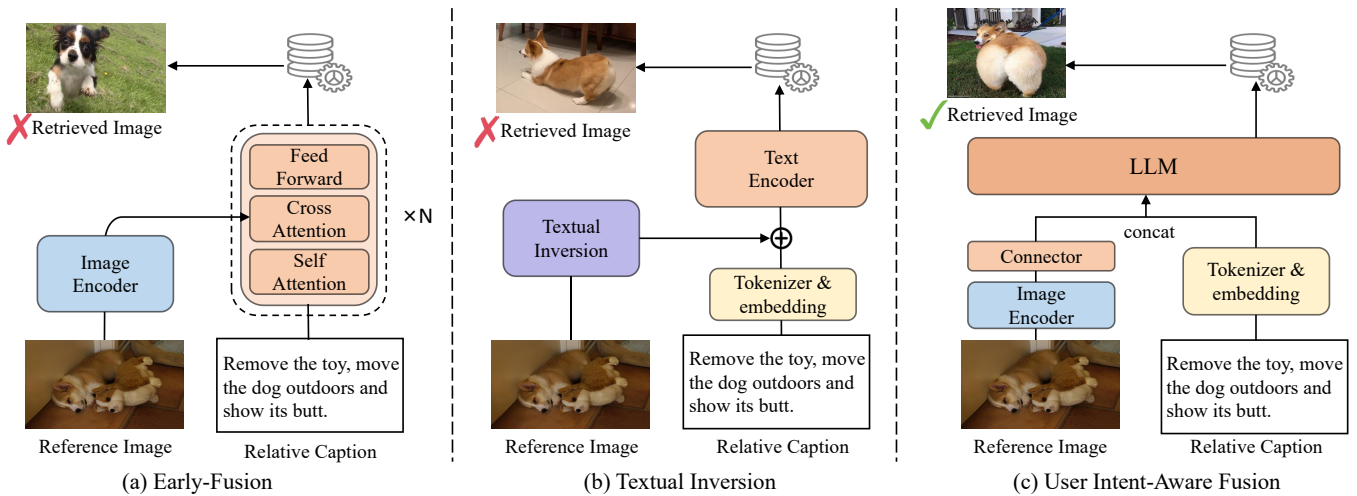 Retrieved Image
Feed
Forward
Cross
Attention
Self
Attention
×N
Image
Encoder
Remove the toy, move
the dog outdoors and
show its butt.
Reference Image
Relative Caption
(a) Early-Fusion
Retrieved Image
Text
Encoder
Textual
Inversion
Tokenizer &
embedding
Remove the toy, move
the dog outdoors and
show its butt.
Reference Image
Relative Caption
(b) Textual Inversion
Retrieved Image
LLM
concat
Connector
Image
Encoder
Tokenizer &
embedding
Remove the toy, move
the dog outdoors and
show its butt.
Reference Image
Relative Caption
(c) User Intent-Aware Fusion